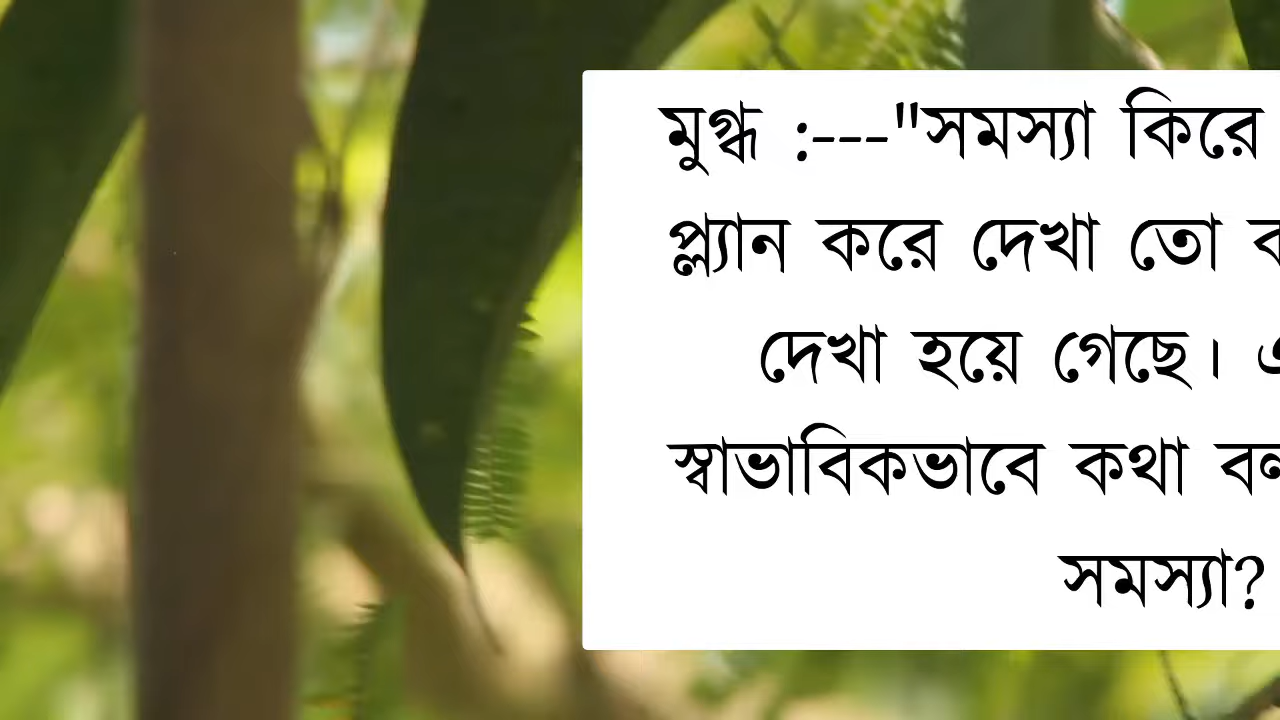 মুগ্ধ :---"সমস্যা কিরে
প্ল্যান করে দেখা তো
দেখা হয়ে গেছে।
স্বাভাবিকভাবে কথা
সমস্যা?